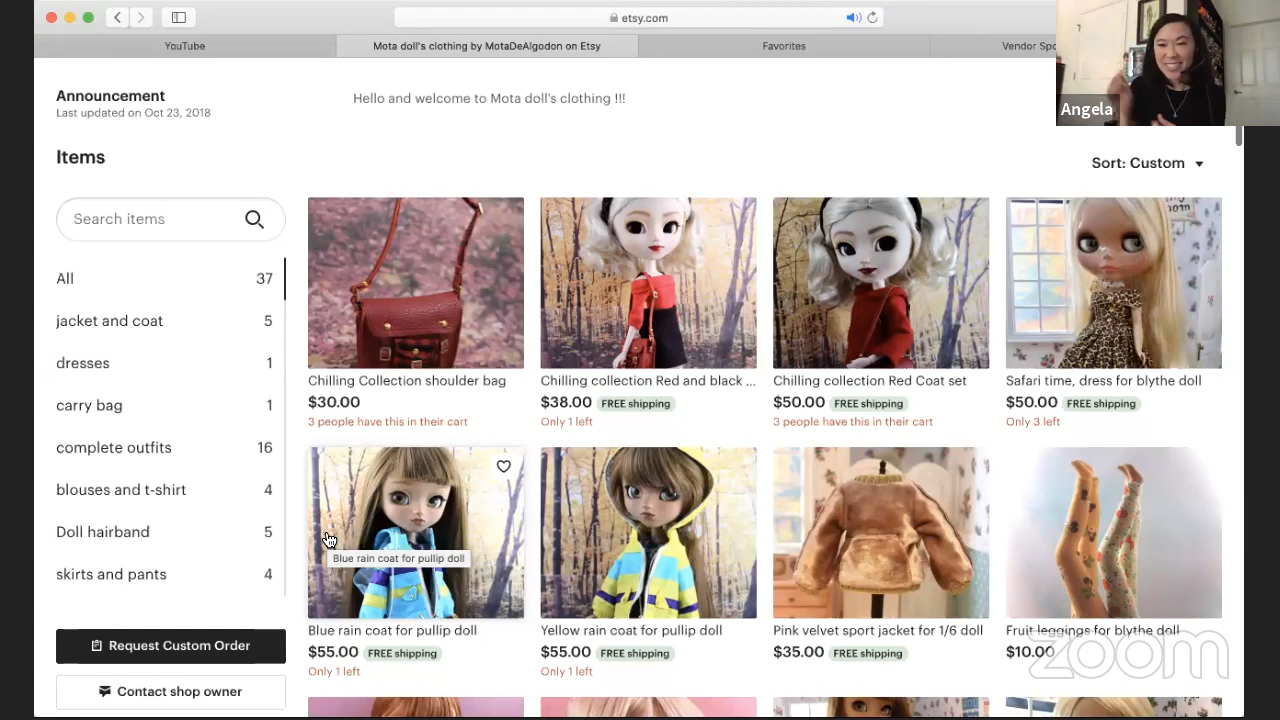 etsy.com
YouTube
Mota doll's clothing by MotaDeAlgodon on Etsy
Favorites
Vendor Spo
Angela
Announcement
Last updated on Oct 23, 2018
Hello and welcome to Mota doll's clothing !!!
Items
Sort: Custom
Search items
All 37
jacket and coat 5
dresses 1
carry bag 1
complete outfits 16
blouses and t-shirt 4
Doll hairband 5
skirts and pants 4
Request Custom Order
Contact shop owner
Chilling Collection shoulder bag
$30.00
3 people have this in their cart
Chilling collection Red and black ...
$38.00 FREE shipping
Only 1 left
Chilling collection Red Coat set
$50.00 FREE shipping
3 people have this in their cart
Safari time, dress for blythe doll
$50.00 FREE shipping
Only 3 left
Blue rain coat for pullip doll
Blue rain coat for pullip doll
$55.00 FREE shipping
Only 1 left
Yellow rain coat for pullip doll
$55.00 FREE shipping
Only 1 left
Pink velvet sport jacket for 1/6 doll
$35.00 FREE shipping
Fruit leggings for blythe doll
$10.00
zoom